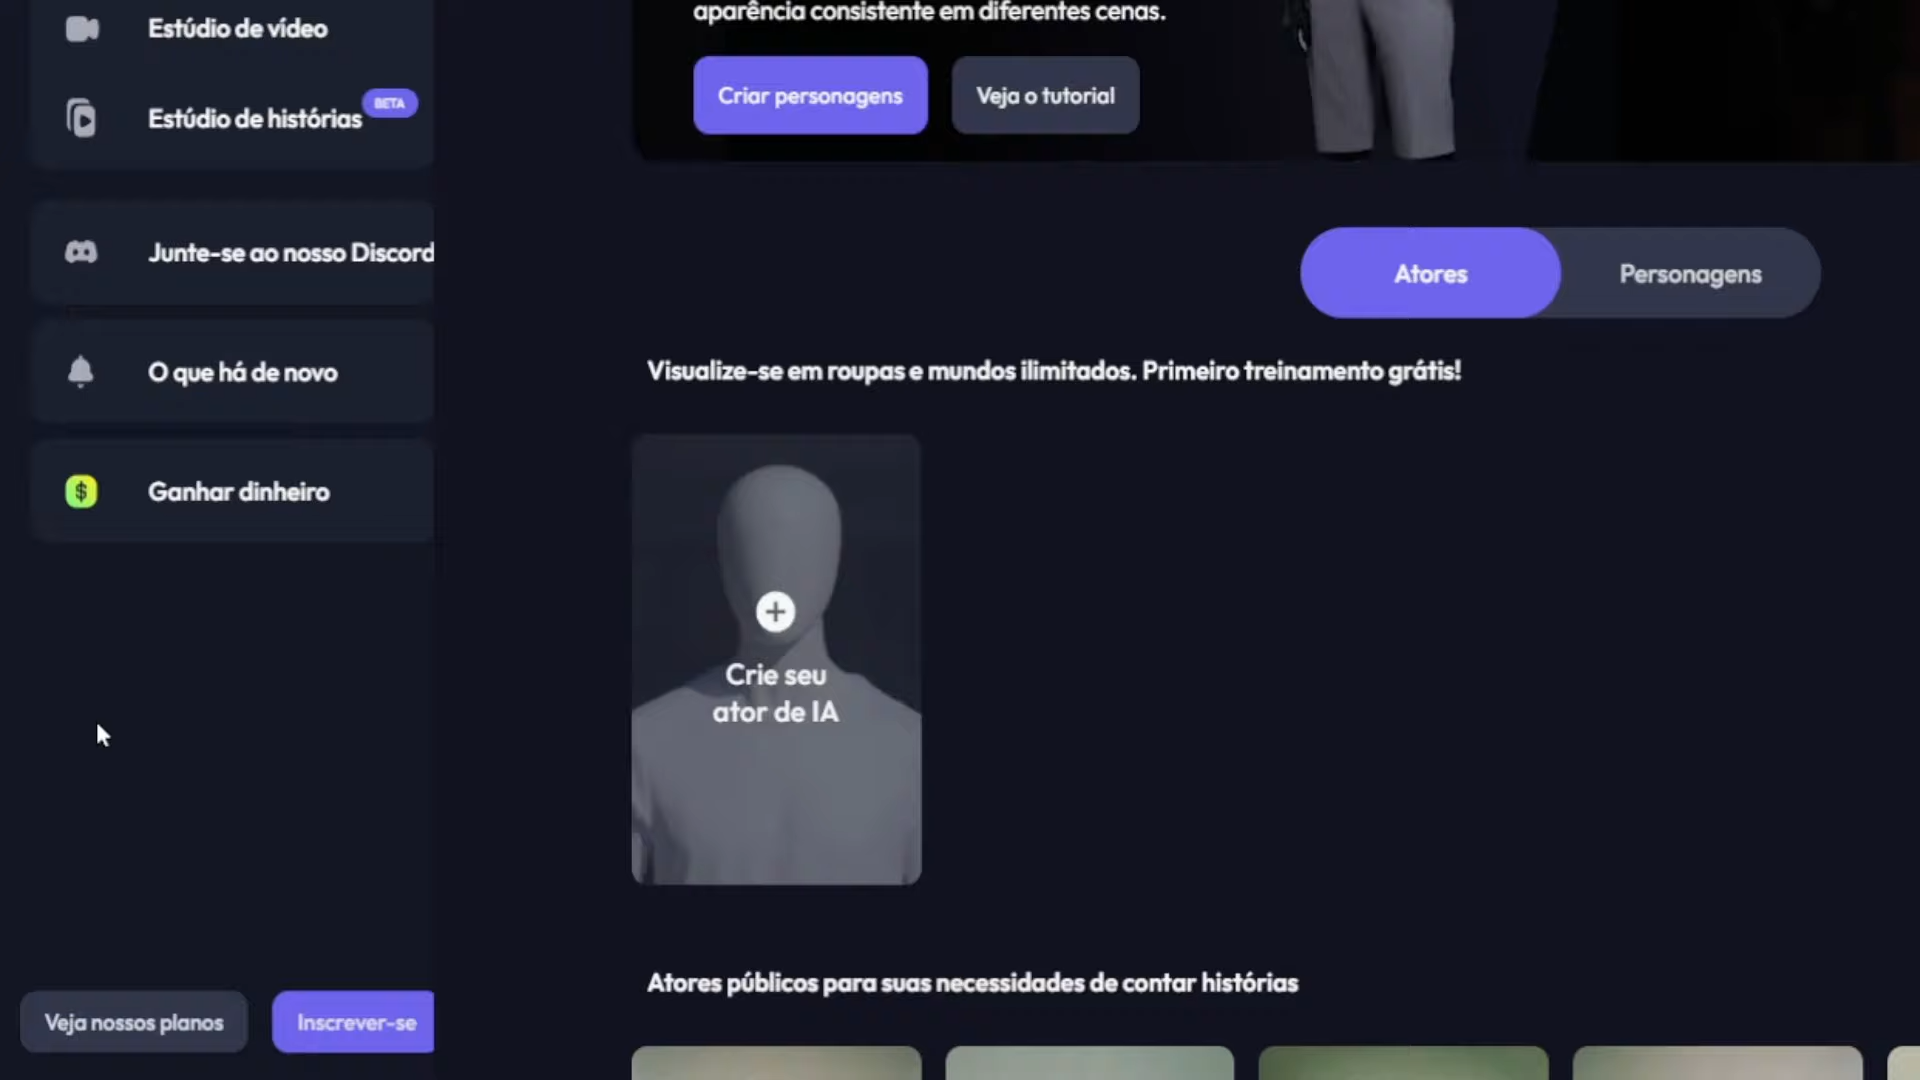 Estúdio de vídeo
Estúdio de histórias
BETA
Junte-se ao nosso Discord
O que há de novo
Ganhar dinheiro
Veja nossos planos
Inscrever-se
aparência consistente em diferentes cenas.
Criar personagens
Veja o tutorial
Atores
Personagens
Visualize-se em roupas e mundos ilimitados. Primeiro treinamento grátis!
Crie seu
ator de IA
Atores públicos para suas necessidades de contar histórias